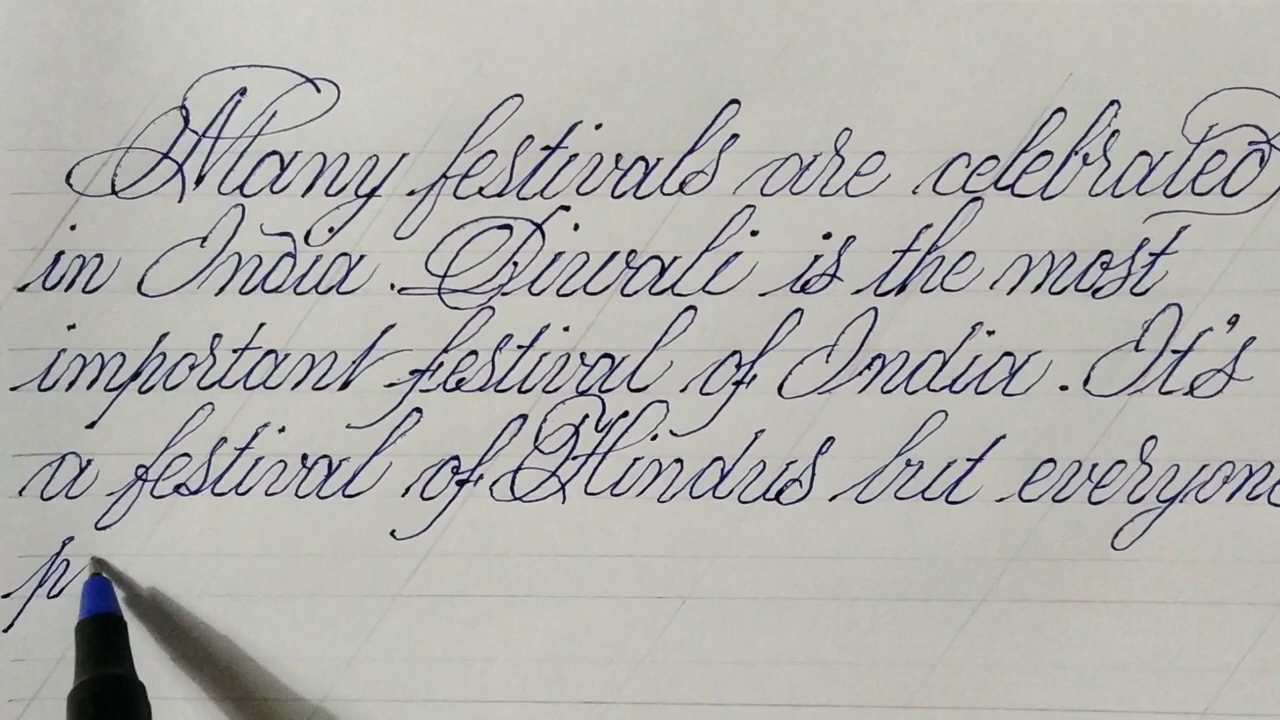 Many festivals are celebrated
in India. Diwali is the most
important festival of India. It's
a festival of Hindus but everyone
p